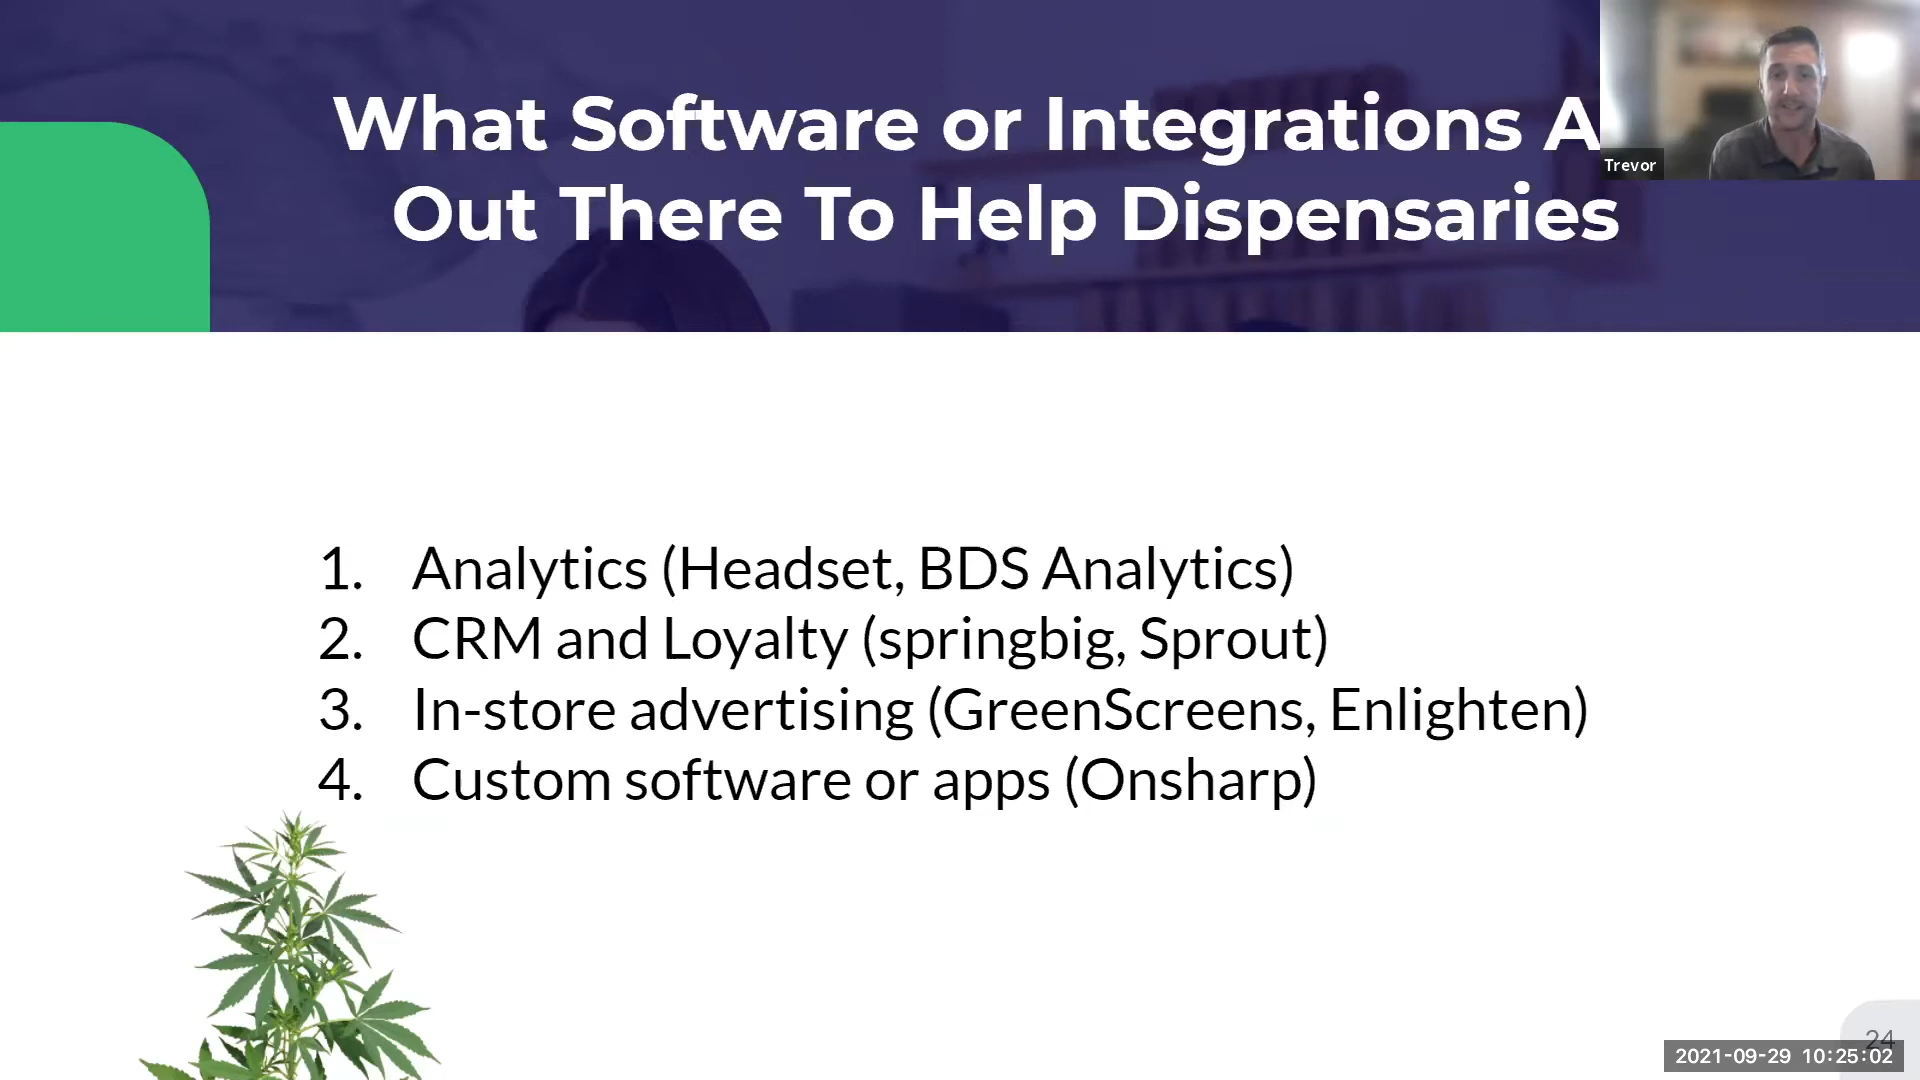 What Software or Integrations A
Out There To Help Dispensaries
Trevor
1. Analytics (Headset, BDS Analytics)
2. CRM and Loyalty (springbig, Sprout)
3. In-store advertising (GreenScreens, Enlighten)
4. Custom software or apps (Onsharp)
24
2021-09-29 10:25:02